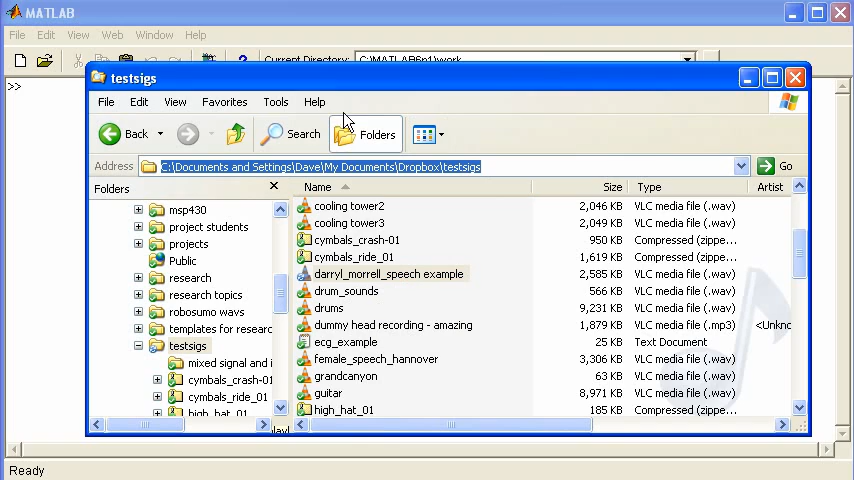 MATLAB
File Edit View Web Window Help
Current Directory: C:\MATLAB6p1\work
>>
testsigs
File Edit View Favorites Tools Help
Back Search Folders
Address C:\Documents and Settings\Dave\My Documents\Dropbox\testsigs Go
Folders
Name Size Type Artist
msp430
project students
projects
Public
research
research topics
robosumo wavs
templates for researc
testsigs
mixed signal and i
cymbals_crash-01
cymbals_ride_01
high_hat_01
cooling tower2 2,046 KB VLC media file (.wav)
cooling tower3 2,049 KB VLC media file (.wav)
cymbals_crash-01 950 KB Compressed (zippe...
cymbals_ride_01 1,619 KB Compressed (zippe...
darryl_morrell_speech example 2,585 KB VLC media file (.wav)
drum_sounds 566 KB VLC media file (.wav)
drums 9,231 KB VLC media file (.wav)
dummy head recording - amazing 1,879 KB VLC media file (.mp3) <Unkno
ecg_example 25 KB Text Document
female_speech_hannover 3,306 KB VLC media file (.wav)
grandcanyon 63 KB VLC media file (.wav)
guitar 8,971 KB VLC media file (.wav)
high_hat_01 185 KB Compressed (zippe...
Ready